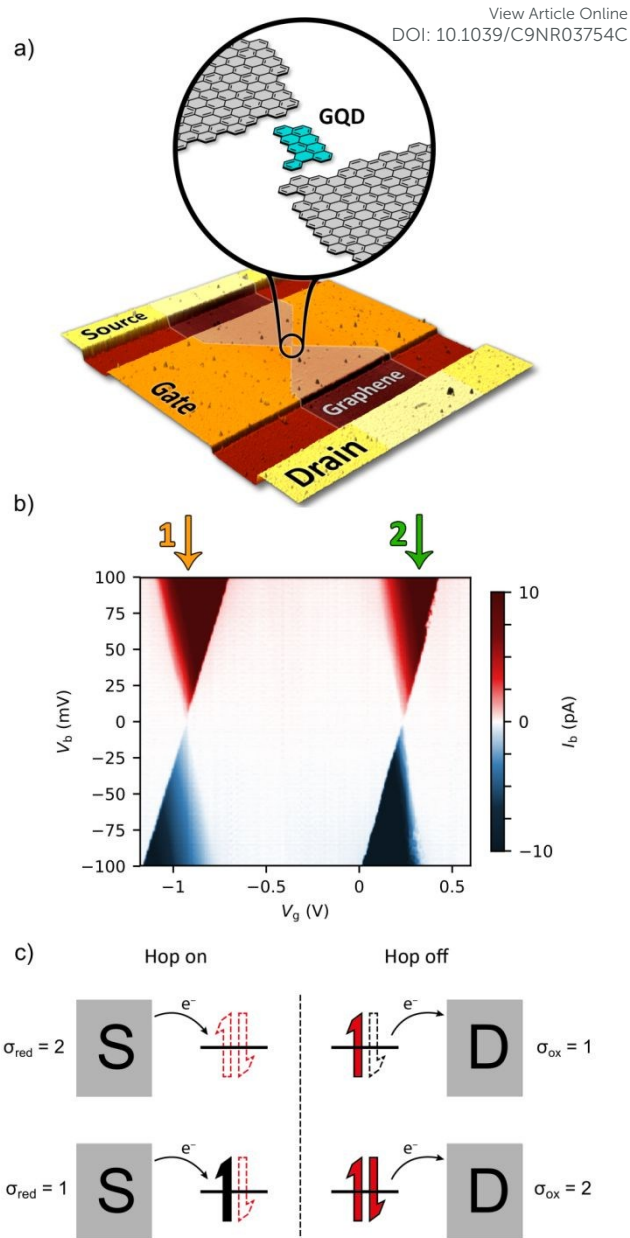 View Article Online
DOI: 10.1039/C9NR03754C
a)
GQD
Source
Gate
Graphene
Drain
b)
1
2
100
75
50
25
0
−25
−50
−75
−100
V_b (mV)
−1
−0.5
0
0.5
V_g (V)
10
0
−10
I_b (pA)
c)
Hop on
Hop off
σ_red = 2
S
e⁻
e⁻
D
σ_ox = 1
σ_red = 1
S
e⁻
e⁻
D
σ_ox = 2